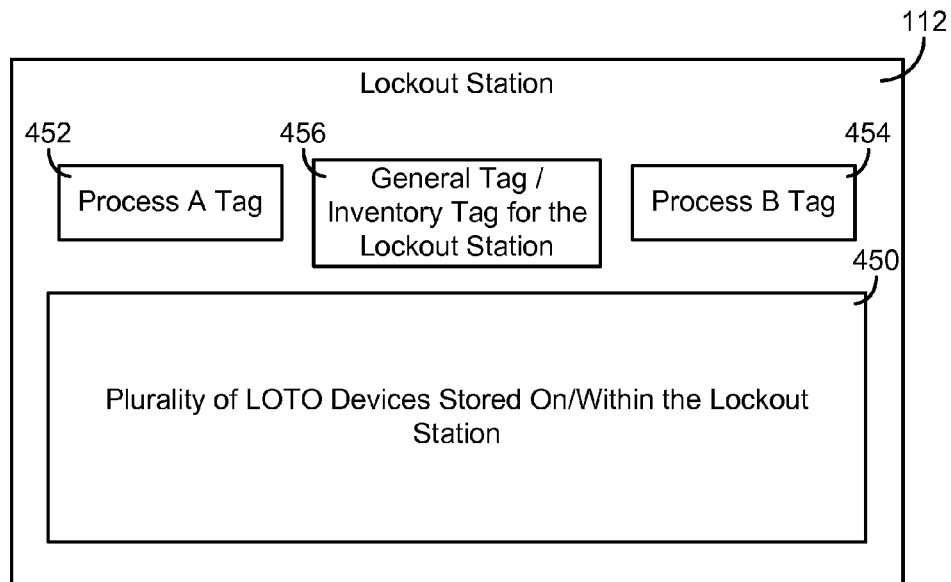 112
Lockout Station
452
456
454
Process A Tag
General Tag /
Inventory Tag for the
Lockout Station
Process B Tag
450
Plurality of LOTO Devices Stored On/Within the Lockout
Station